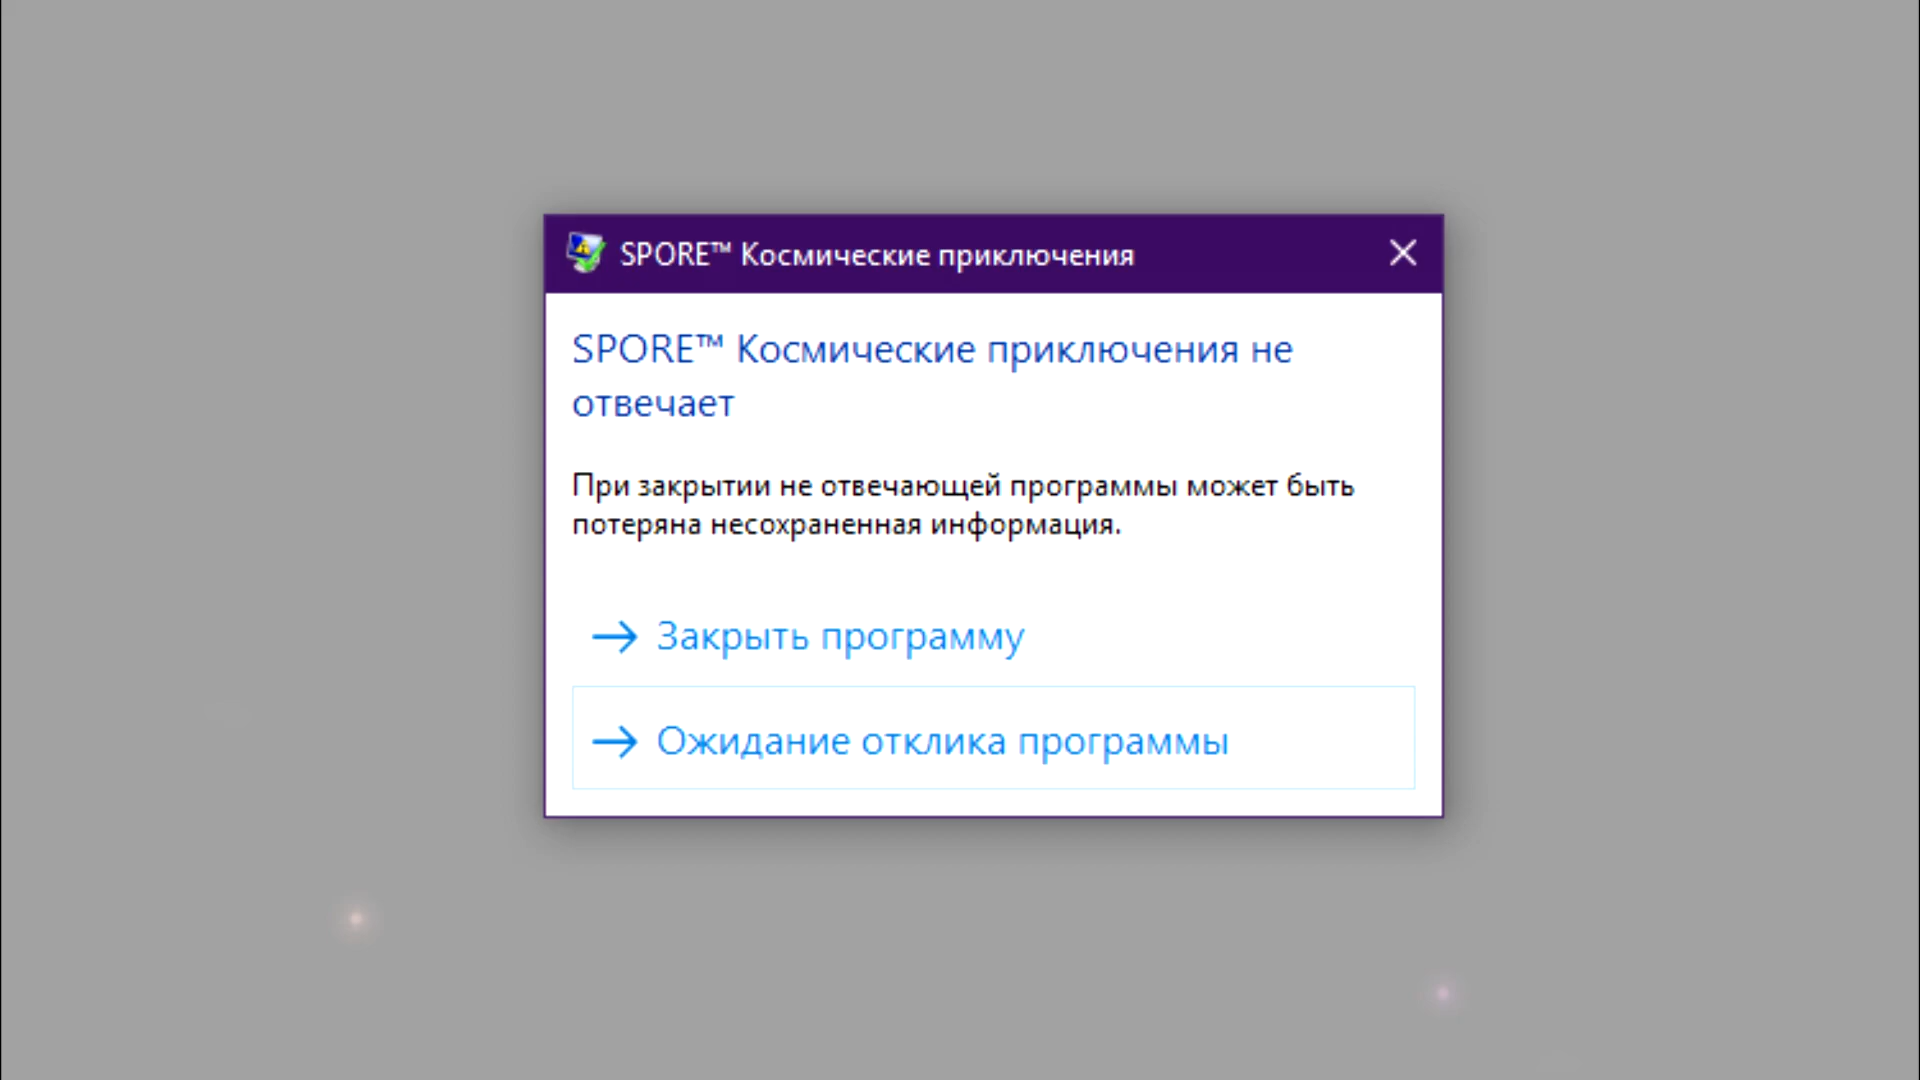 SPORE™ Космические приключения
SPORE™ Космические приключения не
отвечает
При закрытии не отвечающей программы может быть
потеряна несохраненная информация.
Закрыть программу
Ожидание отклика программы